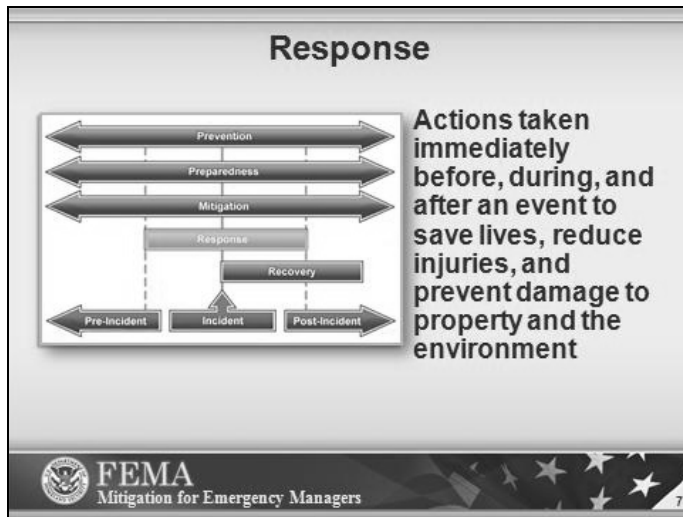 Response
Prevention
Preparedness
Mitigation
Response
Recovery
Pre-Incident
Incident
Post-Incident
Actions taken
immediately
before, during, and
after an event to
save lives, reduce
injuries, and
prevent damage to
property and the
environment
FEMA
Mitigation for Emergency Managers
7